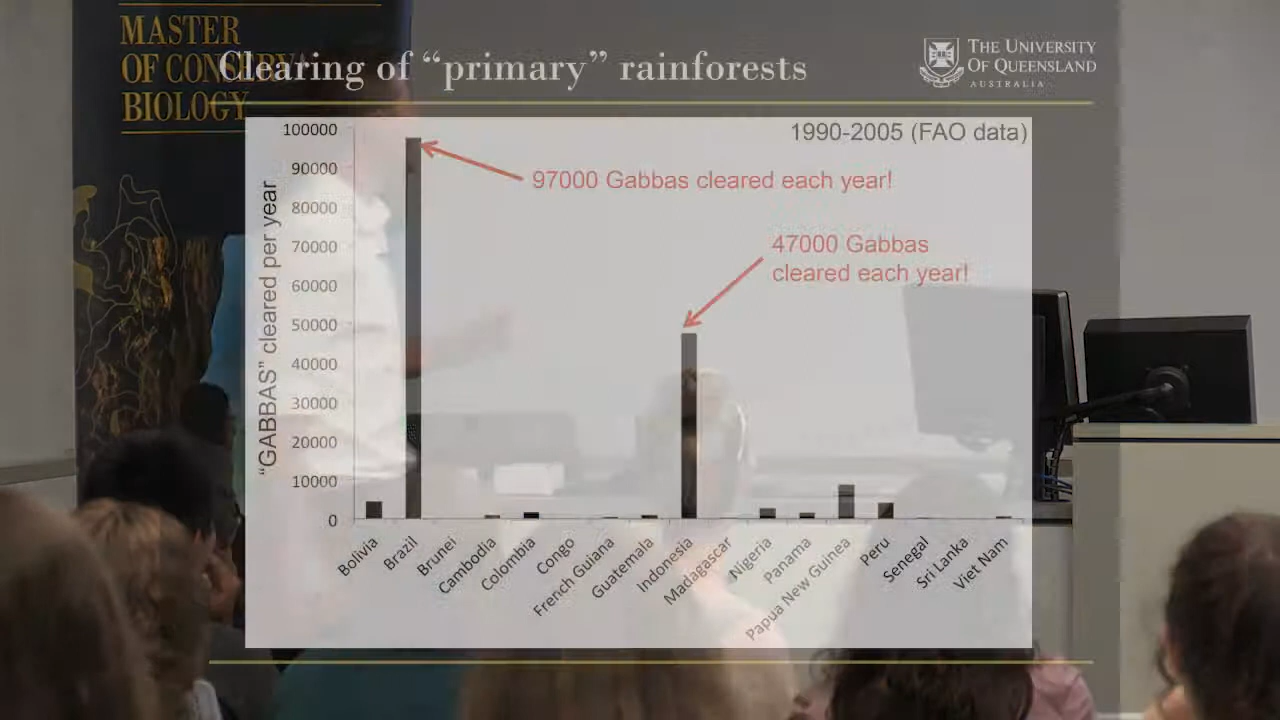 MASTER
OF CONSERVA
BIOLOGY
Clearing of “primary” rainforests
THE UNIVERSITY
OF QUEENSLAND
AUSTRALIA
1990-2005 (FAO data)
97000 Gabbas cleared each year!
47000 Gabbas
cleared each year!
“GABBAS” cleared per year
100000
90000
80000
70000
60000
50000
40000
30000
20000
10000
0
Bolivia
Brazil
Brunei
Cambodia
Colombia
Congo
French Guiana
Guatemala
Indonesia
Madagascar
Nigeria
Panama
Papua New Guinea
Peru
Senegal
Sri Lanka
Viet Nam